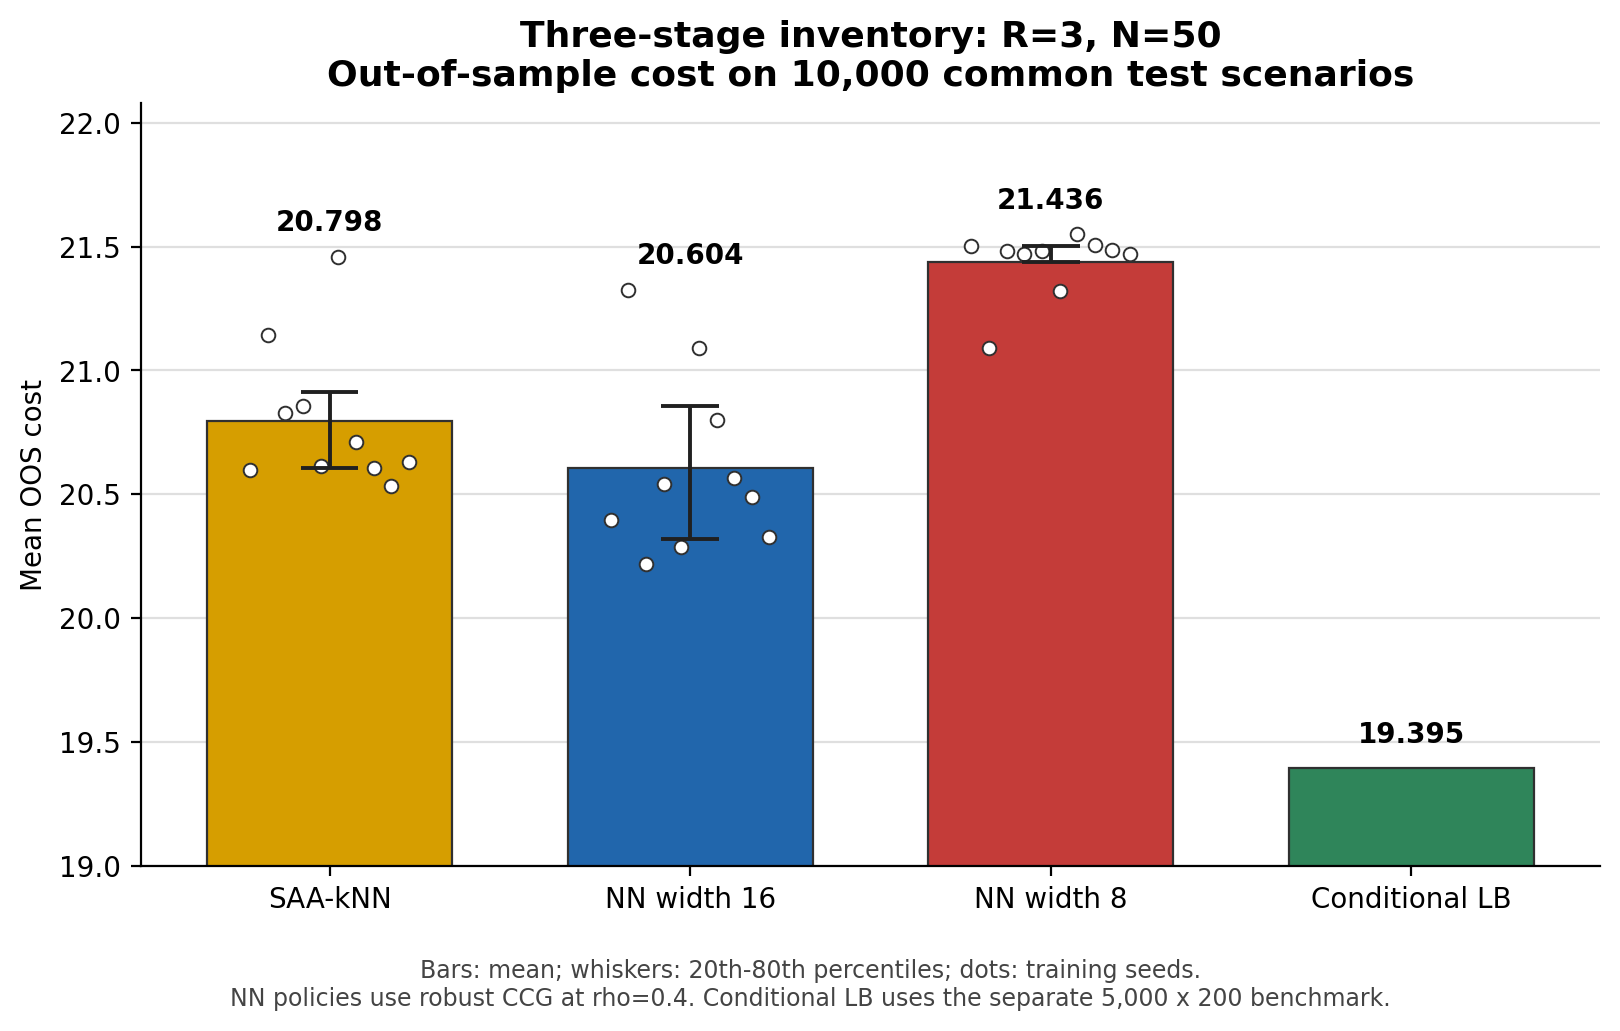 Three-stage inventory: R=3, N=50
Out-of-sample cost on 10,000 common test scenarios
Mean OOS cost
22.0
21.5
21.0
20.5
20.0
19.5
19.0
20.798
20.604
21.436
19.395
SAA-kNN
NN width 16
NN width 8
Conditional LB
Bars: mean; whiskers: 20th-80th percentiles; dots: training seeds.
NN policies use robust CCG at rho=0.4. Conditional LB uses the separate 5,000 x 200 benchmark.